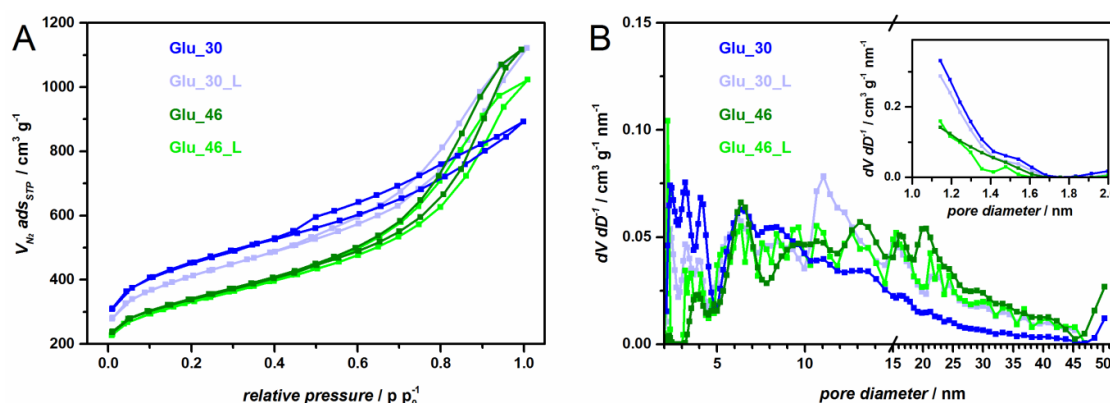 A
Glu_30
Glu_30_L
Glu_46
Glu_46_L
V_N₂ ads_STP / cm³ g⁻¹
1200
1000
800
600
400
200
0.0 0.2 0.4 0.6 0.8 1.0
relative pressure / p p₀⁻¹
B
Glu_30
Glu_30_L
Glu_46
Glu_46_L
dV dD⁻¹ / cm³ g⁻¹ nm⁻¹
0.15
0.10
0.05
0.00
5 10 15 20 25 30 35 40 45 50
pore diameter / nm
dV dD⁻¹ / cm³ g⁻¹ nm⁻¹
0.2
0.0
1.0 1.2 1.4 1.6 1.8 2.0
pore diameter / nm